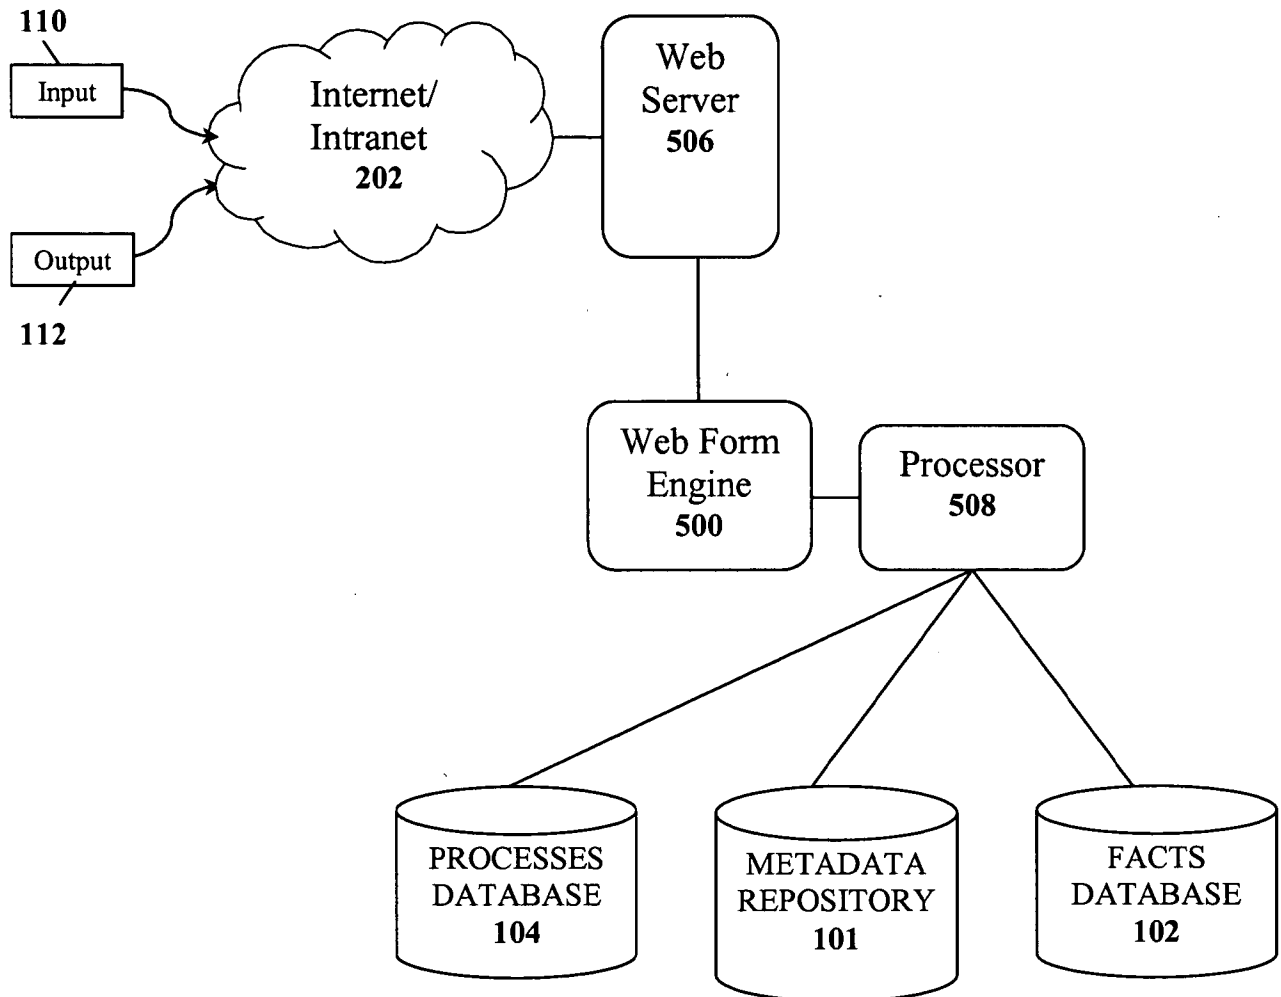 110
Input
Internet/
Intranet
202
Output
112
Web
Server
506
Web Form
Engine
500
Processor
508
PROCESSES
DATABASE
104
METADATA
REPOSITORY
101
FACTS
DATABASE
102